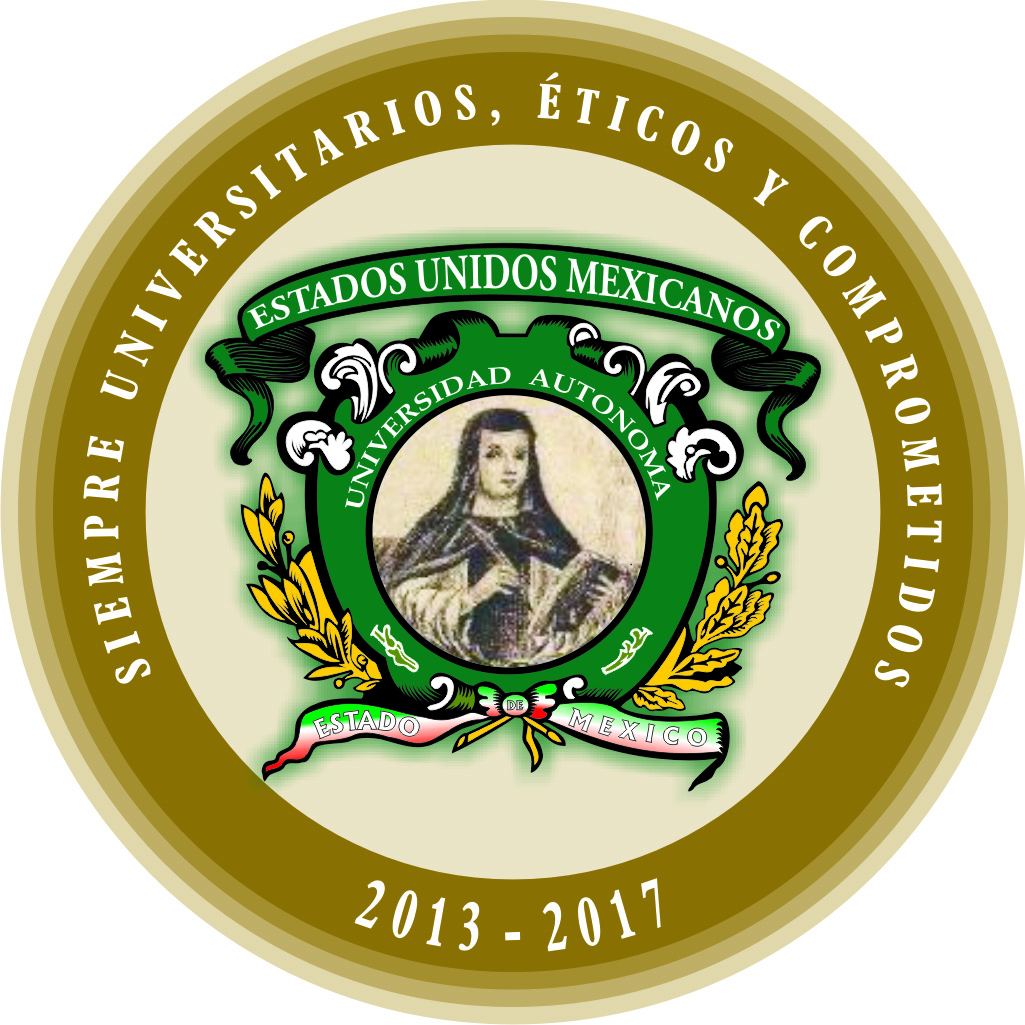 SIEMPRE UNIVERSITARIOS, ÉTICOS Y COMPROMETIDOS
ESTADOS UNIDOS MEXICANOS
UNIVERSIDAD AUTONOMA
ESTADO DE MEXICO
2013 - 2017